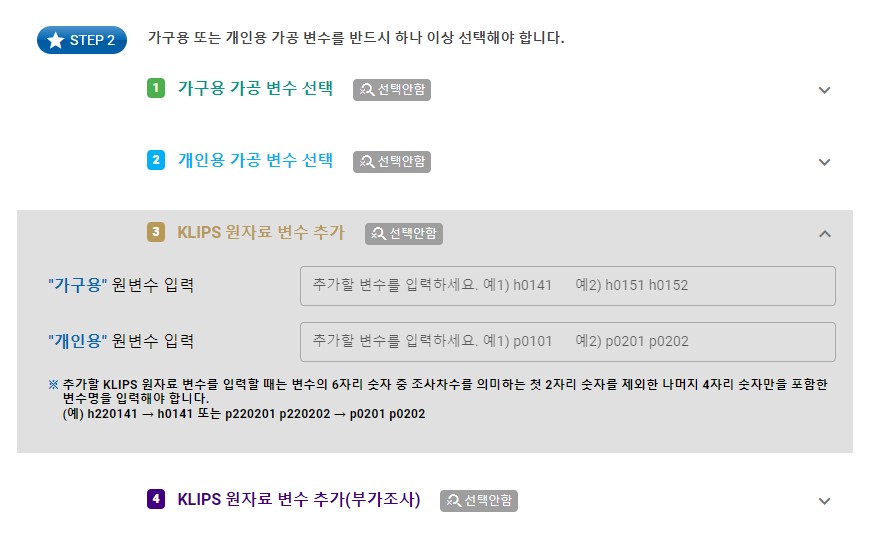 STEP 2 가구용 또는 개인용 가공 변수를 반드시 하나 이상 선택해야 합니다.
1 가구용 가공 변수 선택 선택안함
2 개인용 가공 변수 선택 선택안함
3 KLIPS 원자료 변수 추가 선택안함
"가구용" 원변수 입력 추가할 변수를 입력하세요. 예1) h0141 예2) h0151 h0152
"개인용" 원변수 입력 추가할 변수를 입력하세요. 예1) p0101 예2) p0201 p0202
※ 추가할 KLIPS 원자료 변수를 입력할 때는 변수의 6자리 숫자 중 조사차수를 의미하는 첫 2자리 숫자를 제외한 나머지 4자리 숫자만을 포함한
변수명을 입력해야 합니다.
(예) h220141 → h0141 또는 p220201 p220202 → p0201 p0202
4 KLIPS 원자료 변수 추가(부가조사) 선택안함